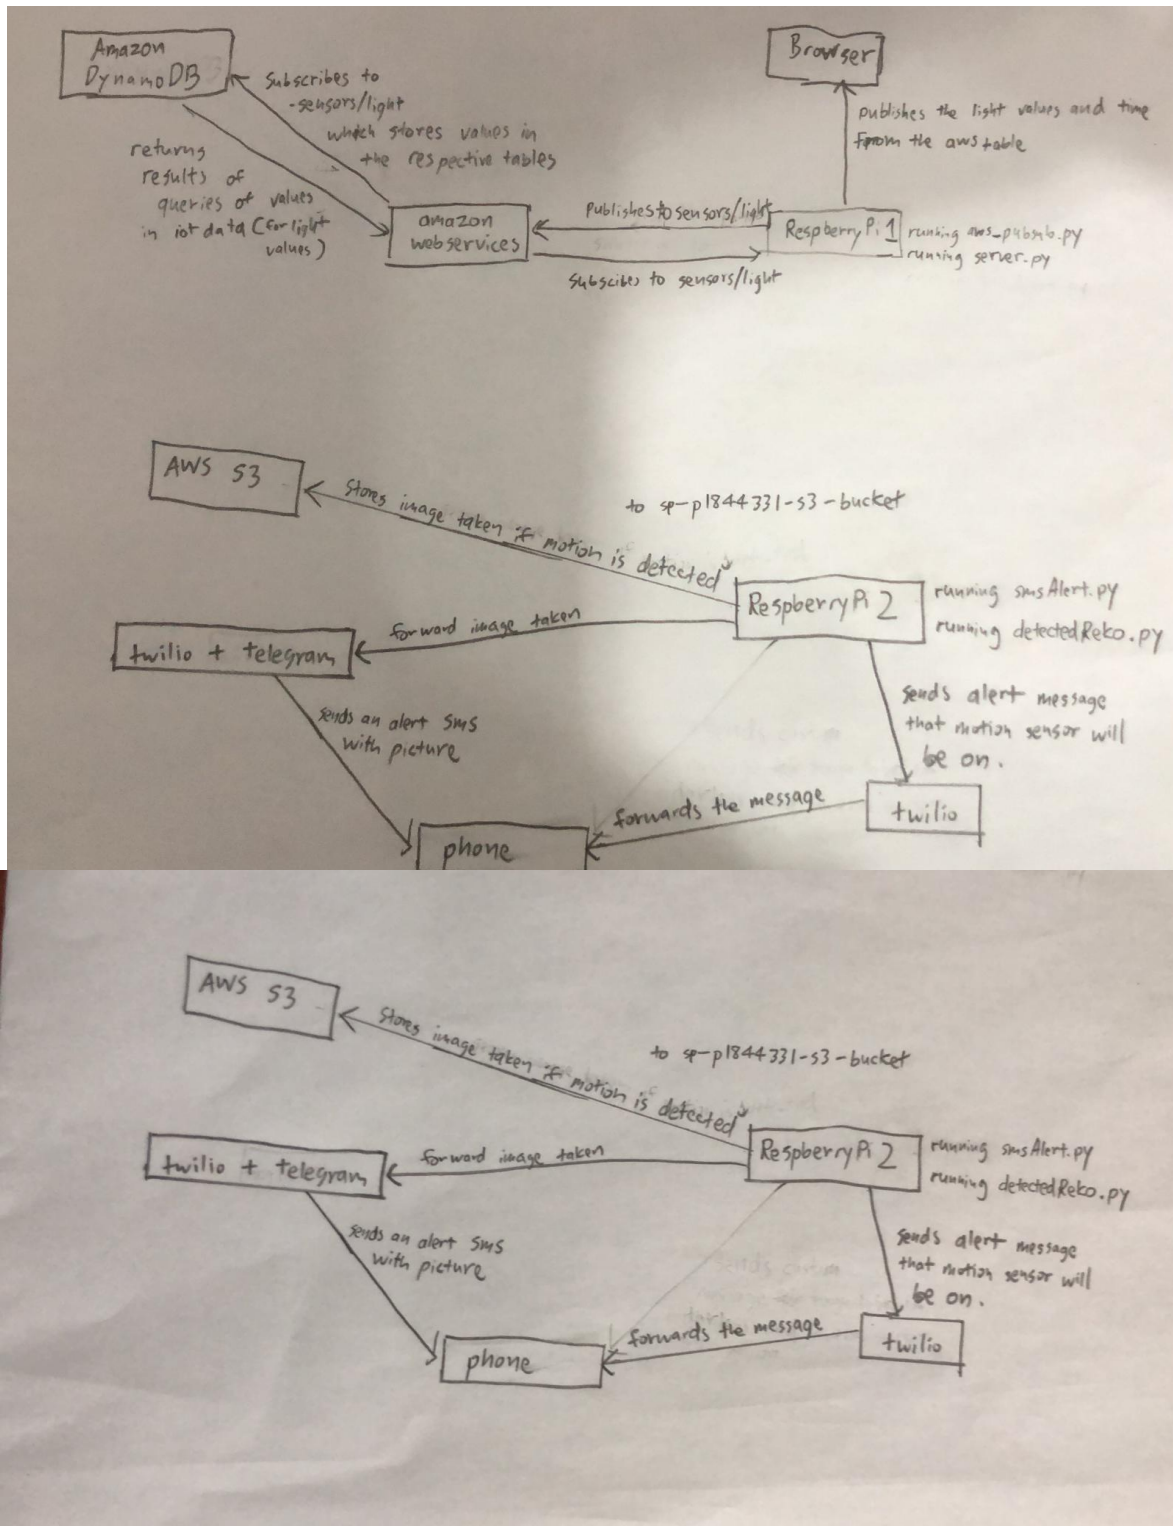 Amazon
DynamoDB
Subscribes to
-sensors/light
which stores values in
the respective tables
returns
results of
queries of values
in iot data (for light
values)
amazon
webservices
Publishes to sensors/light
Subscibes to sensors/light
Browser
publishes the light values and time
from the aws table
RespberryPi 1
running aws_pubsub.py
running server.py
AWS S3
Stores image taken if motion is detected
to sp-p1844331-s3-bucket
RespberryPi 2
running smsAlert.py
running detectedReko.py
forward image taken
twilio + telegram
sends an alert sms
with picture
sends alert message
that motion sensor will
be on.
forwards the message
twilio
phone
AWS S3
Stores image taken if motion is detected
to sp-p1844331-s3-bucket
RespberryPi 2
running smsAlert.py
running detectedReko.py
forward image taken
twilio + telegram
sends an alert sms
with picture
sends alert message
that motion sensor will
be on.
forwards the message
twilio
phone